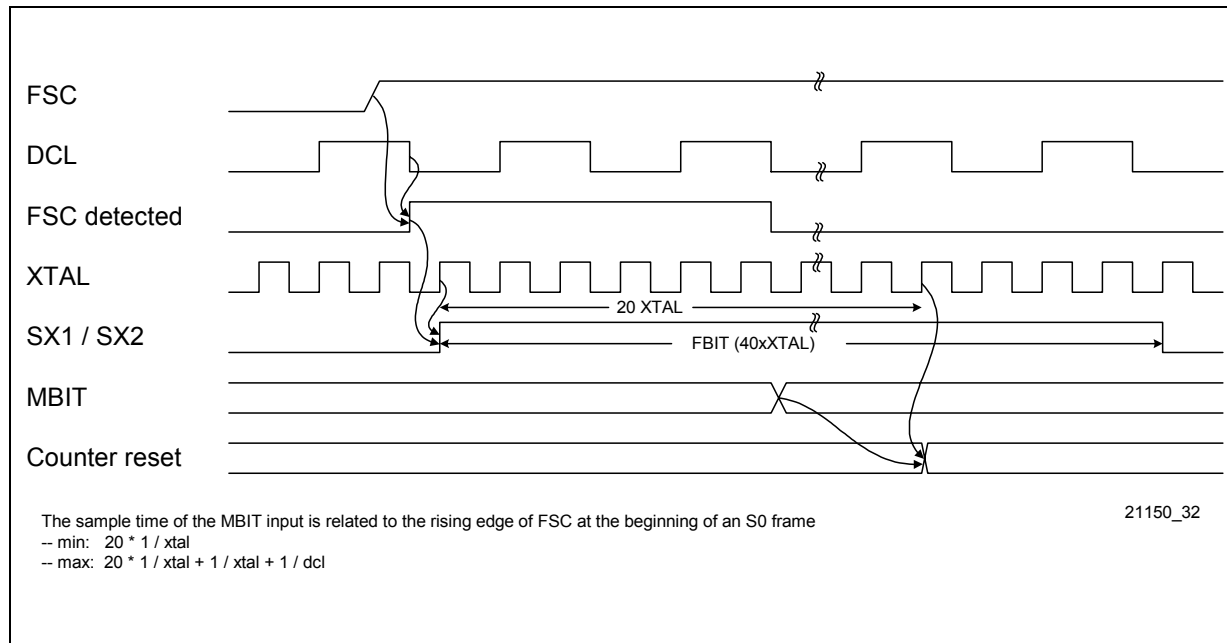 FSC
DCL
FSC detected
XTAL
20 XTAL
SX1 / SX2
FBIT (40xXTAL)
MBIT
Counter reset
21150_32
The sample time of the MBIT input is related to the rising edge of FSC at the beginning of an S0 frame
-- min: 20 * 1 / xtal
-- max: 20 * 1 / xtal + 1 / xtal + 1 / dcl